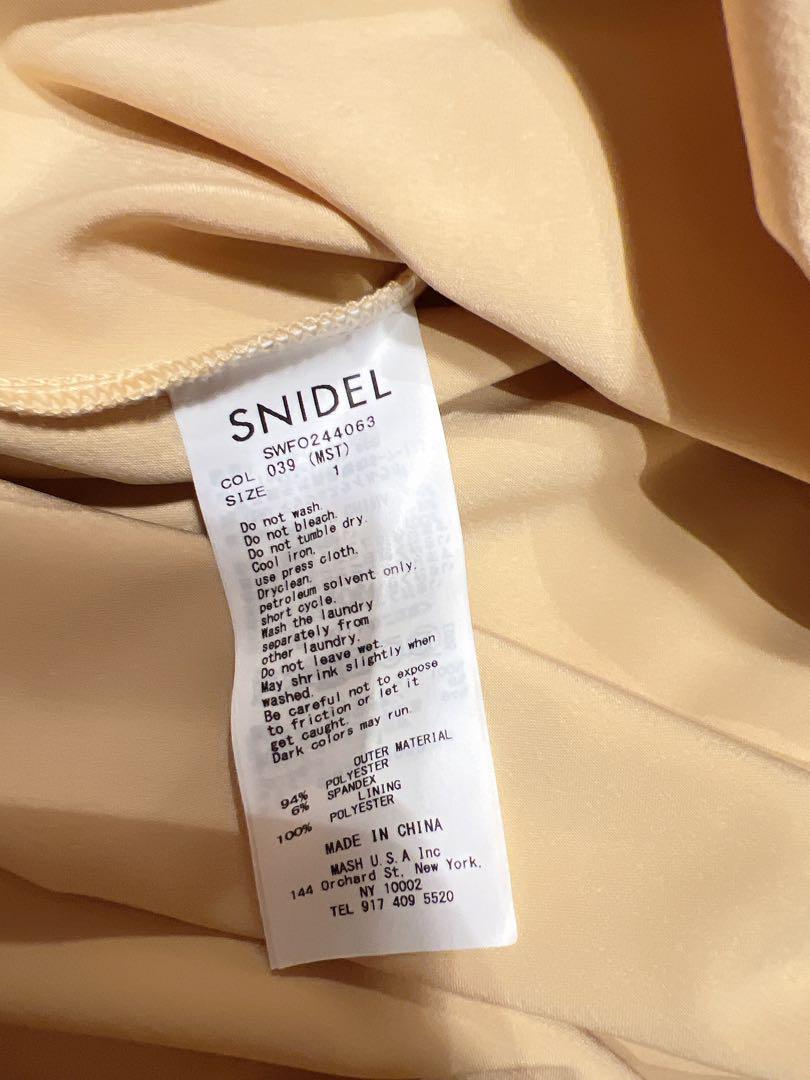 SNIDEL
SWFO244063
COL 039 (MST)
SIZE 1
Do not wash.
Do not bleach.
Do not tumble dry.
Cool iron.
use press cloth.
Dryclean.
petroleum solvent only.
short cycle.
Wash the laundry
separately from
other laundry.
Do not leave wet.
May shrink slightly when
washed.
Be careful not to expose
to friction or let it
get caught.
Dark colors may run.
OUTER MATERIAL
94% POLYESTER
6% SPANDEX
LINING
100% POLYESTER
MADE IN CHINA
MASH U.S.A Inc
144 Orchard St, New York.
NY 10002
TEL 917 409 5520